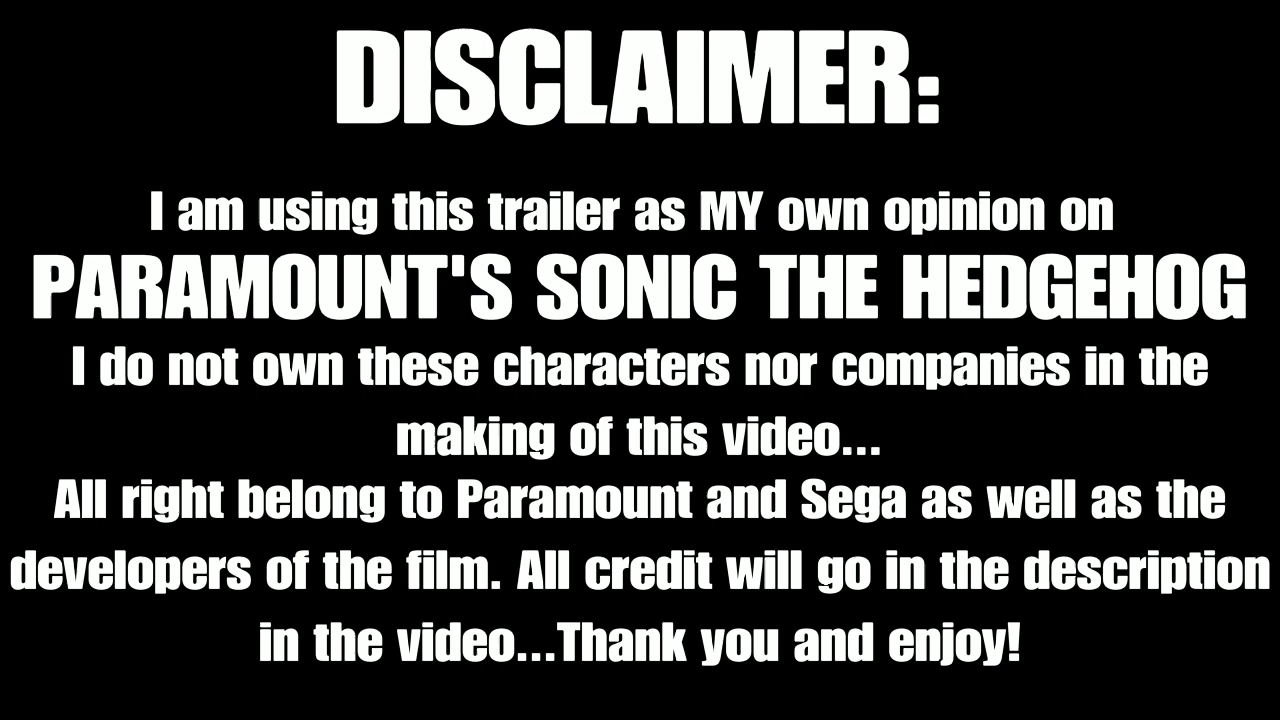 DISCLAIMER:
I am using this trailer as MY own opinion on
PARAMOUNT'S SONIC THE HEDGEHOG
I do not own these characters nor companies in the
making of this video...
All right belong to Paramount and Sega as well as the
developers of the film. All credit will go in the description
in the video...Thank you and enjoy!